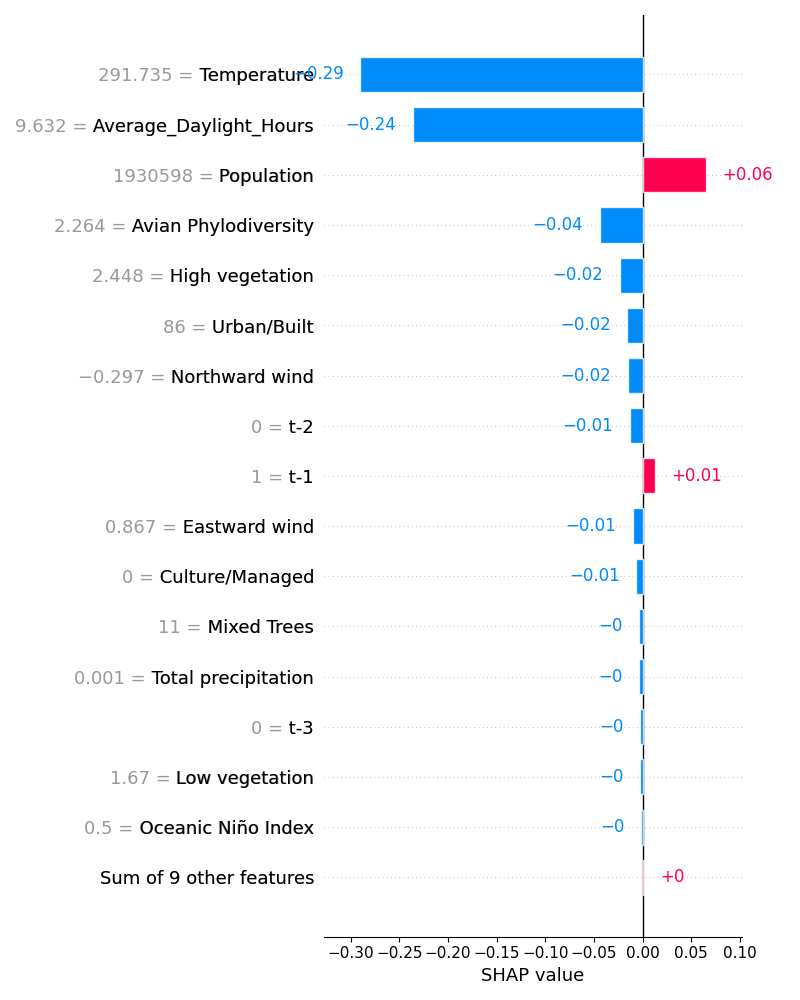 291.735 = Temperature −0.29
9.632 = Average_Daylight_Hours −0.24
1930598 = Population +0.06
2.264 = Avian Phylodiversity −0.04
2.448 = High vegetation −0.02
86 = Urban/Built −0.02
−0.297 = Northward wind −0.02
0 = t-2 −0.01
1 = t-1 +0.01
0.867 = Eastward wind −0.01
0 = Culture/Managed −0.01
11 = Mixed Trees −0
0.001 = Total precipitation −0
0 = t-3 −0
1.67 = Low vegetation −0
0.5 = Oceanic Niño Index −0
Sum of 9 other features +0
−0.30 −0.25 −0.20 −0.15 −0.10 −0.05 0.00 0.05 0.10
SHAP value